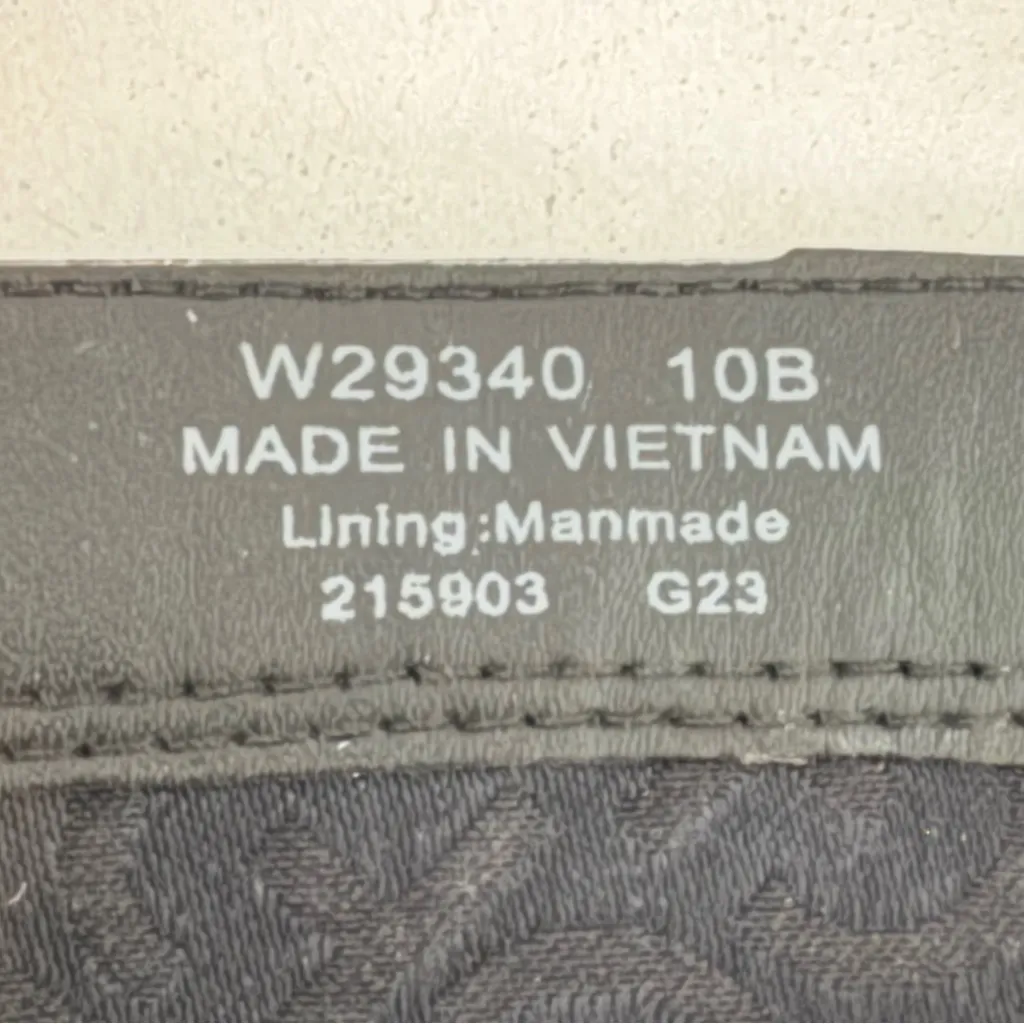 W29340 10B
MADE IN VIETNAM
Lining:Manmade
215903 G23